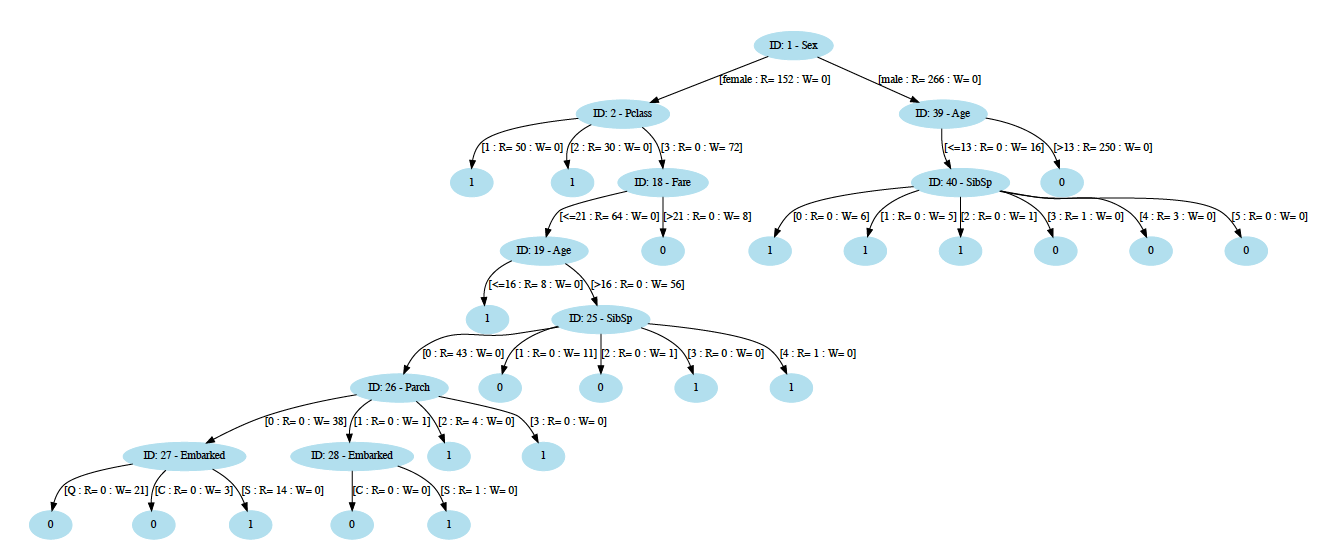 ID: 1 - Sex
[female : R= 152 : W= 0] [male : R= 266 : W= 0]
ID: 2 - Pclass ID: 39 - Age
[1 : R= 50 : W= 0] [2 : R= 30 : W= 0] [3 : R= 0 : W= 72] [<=13 : R= 0 : W= 16] [>13 : R= 250 : W= 0]
1 1 ID: 18 - Fare ID: 40 - SibSp 0
[<=21 : R= 64 : W= 0] [>21 : R= 0 : W= 8] [0 : R= 0 : W= 6] [1 : R= 0 : W= 5] [2 : R= 0 : W= 1] [3 : R= 1 : W= 0] [4 : R= 3 : W= 0] [5 : R= 0 : W= 0]
ID: 19 - Age 0 1 1 1 0 0 0
[<=16 : R= 8 : W= 0] [>16 : R= 0 : W= 56]
1 ID: 25 - SibSp
[0 : R= 43 : W= 0] [1 : R= 0 : W= 11] [2 : R= 0 : W= 1] [3 : R= 0 : W= 0] [4 : R= 1 : W= 0]
ID: 26 - Parch 0 0 1 1
[0 : R= 0 : W= 38] [1 : R= 0 : W= 1] [2 : R= 4 : W= 0] [3 : R= 0 : W= 0]
ID: 27 - Embarked ID: 28 - Embarked 1 1
[Q : R= 0 : W= 21] [C : R= 0 : W= 3] [S : R= 14 : W= 0] [C : R= 0 : W= 0] [S : R= 1 : W= 0]
0 0 1 0 1